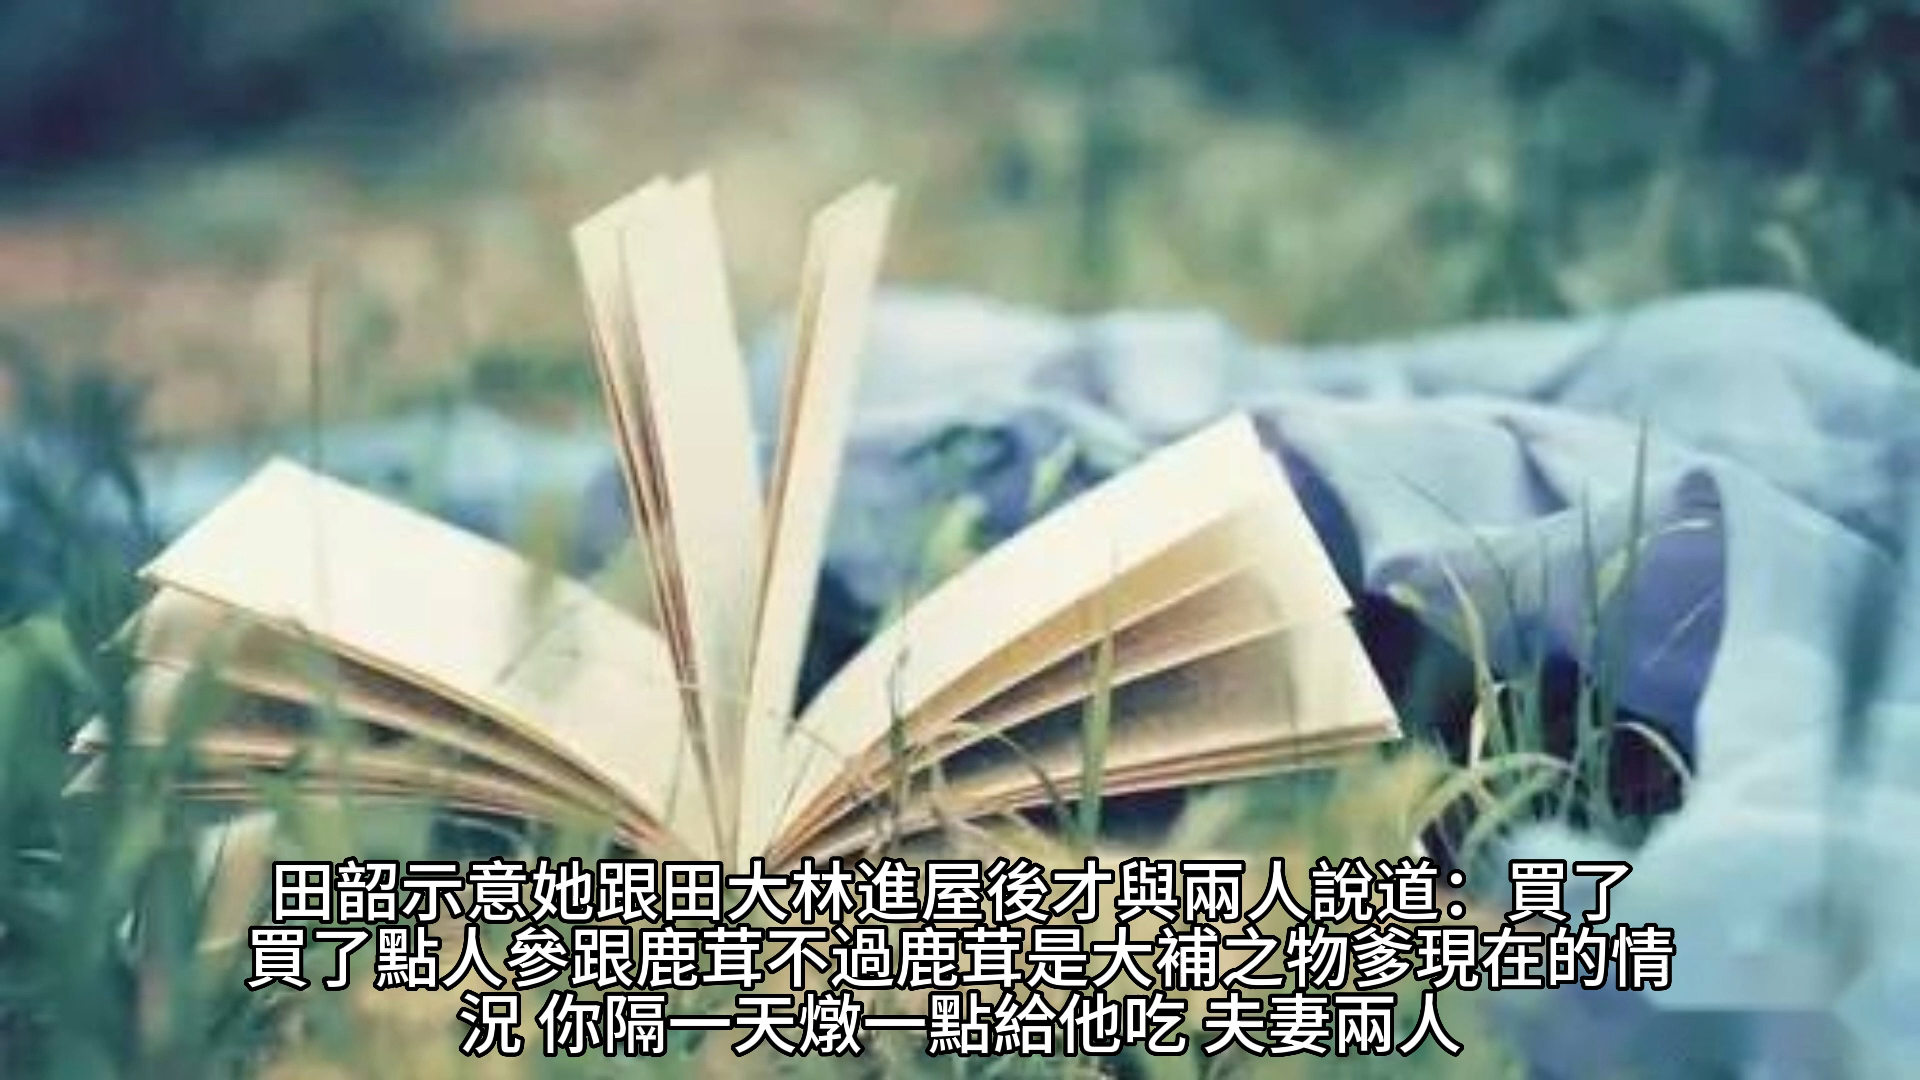 田韶示意她跟田大林進屋後才與兩人說道：買了
買了點人參跟鹿茸不過鹿茸是大補之物爹現在的情
況 你隔一天燉一點給他吃 夫妻兩人